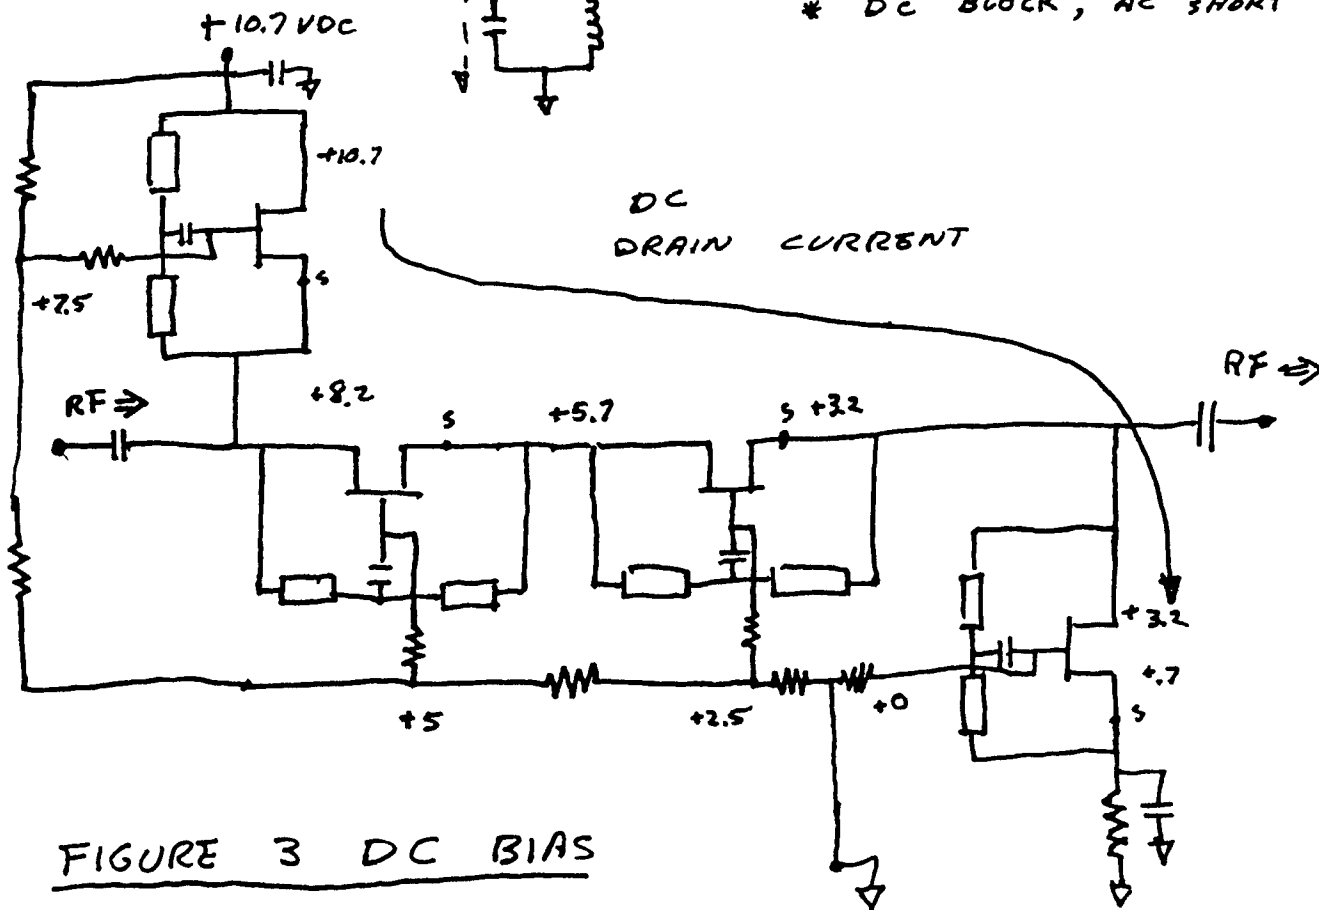 * DC BLOCK, AC SHORT
+10.7 VDC
+10.7
DC
DRAIN CURRENT
S
+7.5
RF ⇒
+8.2
S
+5.7
S +3.2
RF ⇒
+3.2
+.7
S
+5
+2.5
+0
FIGURE 3 DC BIAS